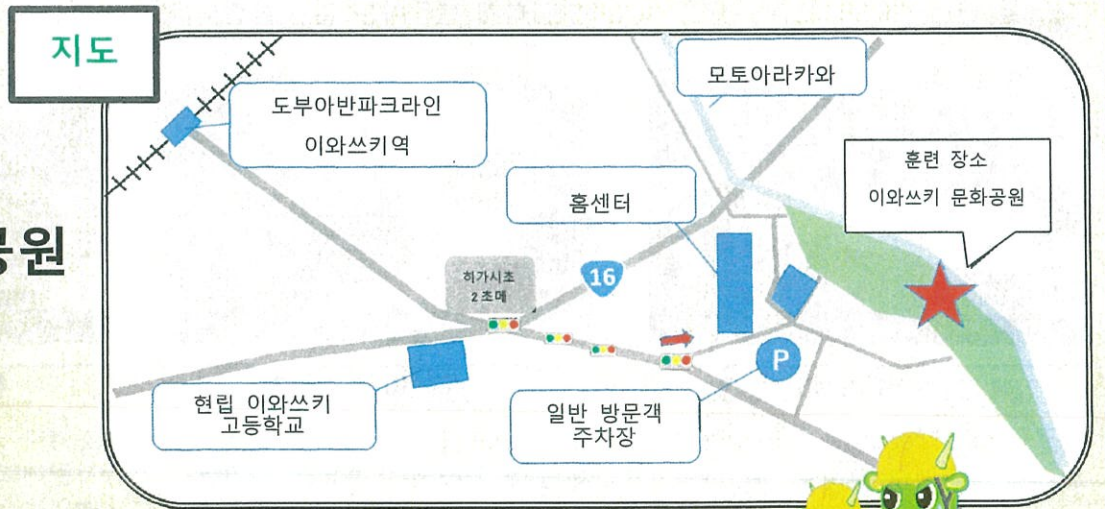 지도
모토아라카와
도부아반파크라인
이와쓰키역
훈련 장소
이와쓰키 문화공원
홈센터
공원
히가시초
2초메
16
P
현립 이와쓰키
고등학교
일반 방문객
주차장